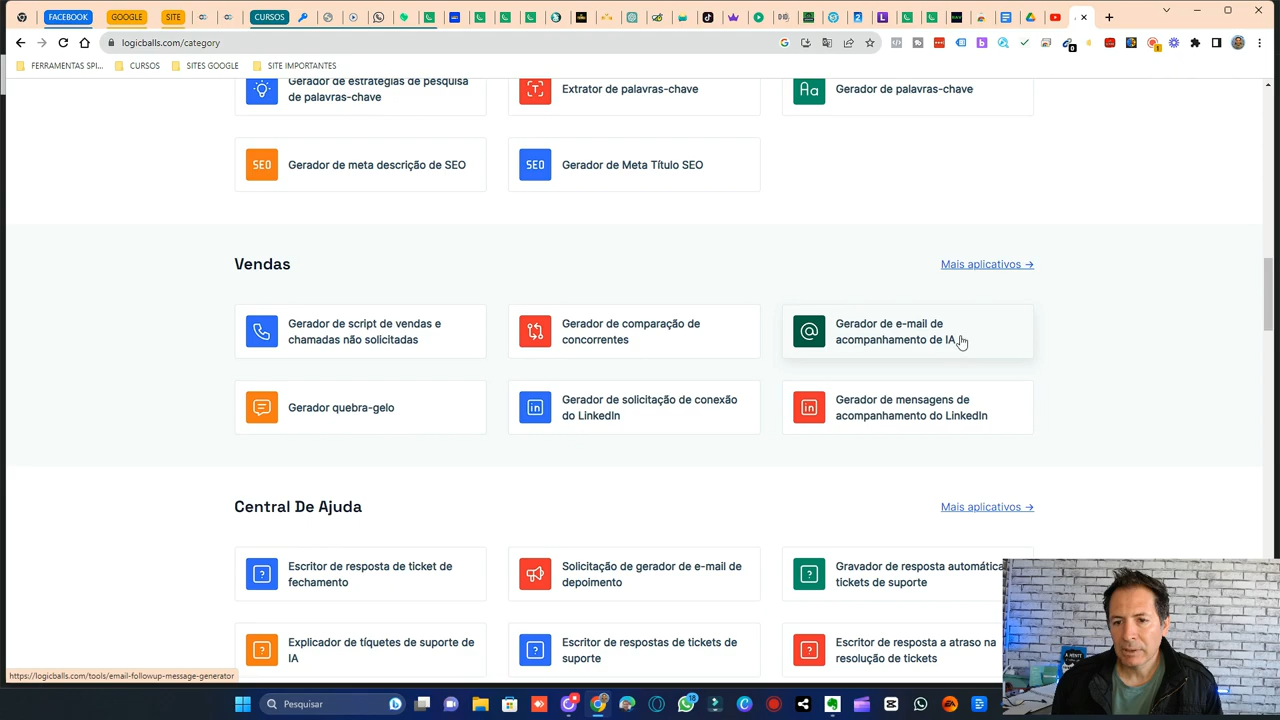 FACEBOOK
GOOGLE
SITE
CURSOS
logicballs.com/category
FERRAMENTAS SPI...
CURSOS
SITES GOOGLE
SITE IMPORTANTES
Gerador de estratégias de pesquisa
de palavras-chave
Extrator de palavras-chave
Aa
Gerador de palavras-chave
SEO
Gerador de meta descrição de SEO
SEO
Gerador de Meta Título SEO
Vendas
Mais aplicativos →
Gerador de script de vendas e
chamadas não solicitadas
Gerador de comparação de
concorrentes
Gerador de e-mail de
acompanhamento de IA
Gerador quebra-gelo
Gerador de solicitação de conexão
do LinkedIn
Gerador de mensagens de
acompanhamento do LinkedIn
Central De Ajuda
Mais aplicativos →
Escritor de resposta de ticket de
fechamento
Solicitação de gerador de e-mail de
depoimento
Gravador de resposta automática
tickets de suporte
Explicador de tíquetes de suporte de
IA
Escritor de respostas de tickets de
suporte
Escritor de resposta a atraso na
resolução de tickets
https://logicballs.com/tools/email-followup-message-generator
Pesquisar
18
A MENTE